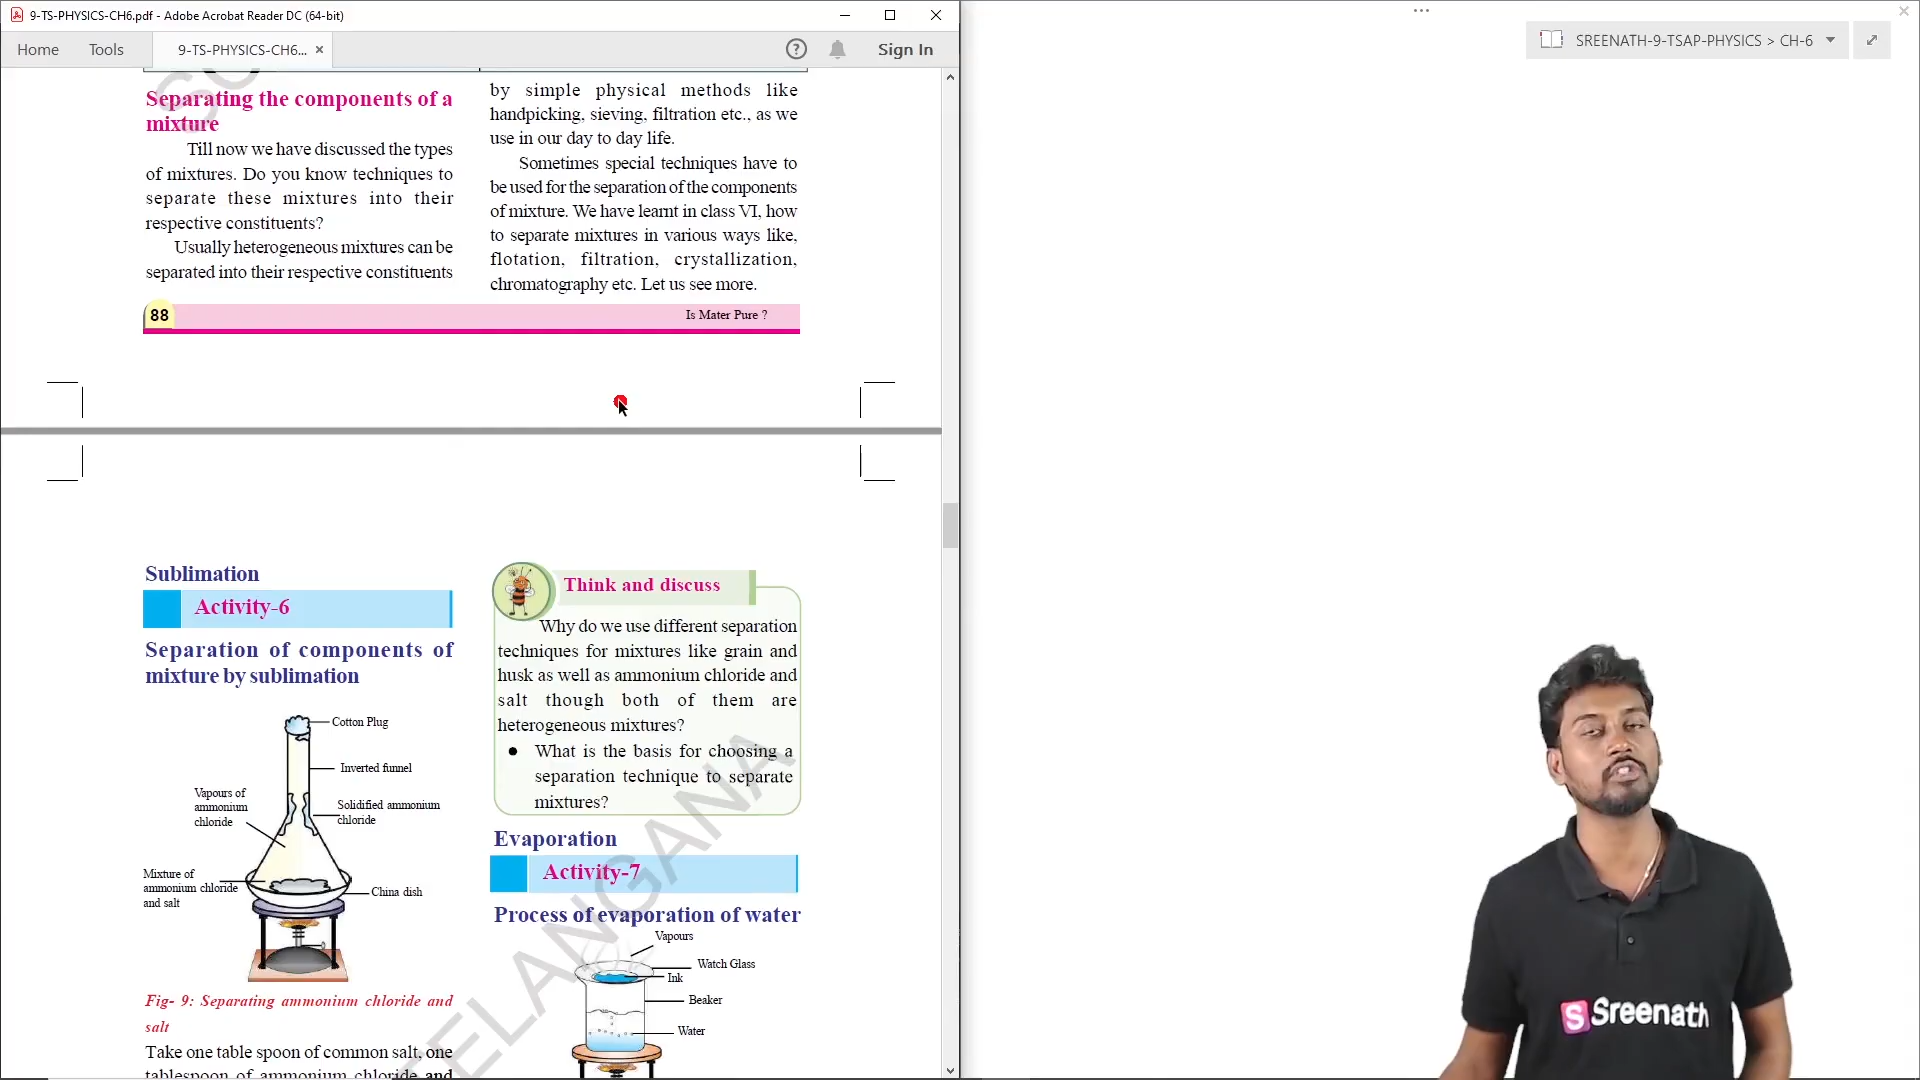 9-TS-PHYSICS-CH6.pdf - Adobe Acrobat Reader DC (64-bit)
Home
Tools
9-TS-PHYSICS-CH6...
Sign In
SREENATH-9-TSAP-PHYSICS > CH-6
Separating the components of a
mixture
Till now we have discussed the types
of mixtures. Do you know techniques to
separate these mixtures into their
respective constituents?
Usually heterogeneous mixtures can be
separated into their respective constituents
by simple physical methods like
handpicking, sieving, filtration etc., as we
use in our day to day life.
Sometimes special techniques have to
be used for the separation of the components
of mixture. We have learnt in class VI, how
to separate mixtures in various ways like,
flotation, filtration, crystallization,
chromatography etc. Let us see more.
88
Is Mater Pure ?
Sublimation
Activity-6
Separation of components of
mixture by sublimation
Cotton Plug
Inverted funnel
Vapours of
ammonium
chloride
Solidified ammonium
chloride
Mixture of
ammonium chloride
and salt
China dish
Fig- 9: Separating ammonium chloride and
salt
Take one table spoon of common salt, one
tablespoon of ammonium chloride and
Think and discuss
Why do we use different separation
techniques for mixtures like grain and
husk as well as ammonium chloride and
salt though both of them are
heterogeneous mixtures?
● What is the basis for choosing a
separation technique to separate
mixtures?
Evaporation
Activity-7
Process of evaporation of water
Vapours
Watch Glass
Ink
Beaker
Water
TELANGANA
S Sreenath